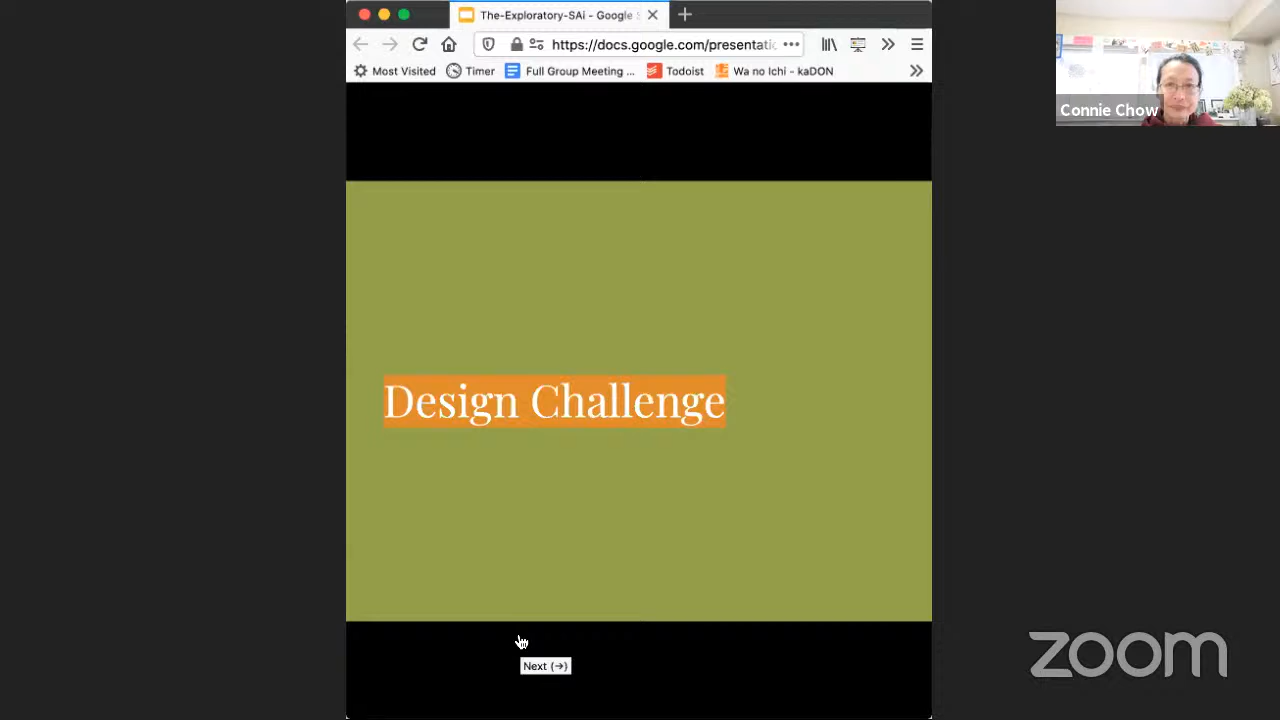 The-Exploratory-SAi - Google
https://docs.google.com/presentati
Most Visited Timer Full Group Meeting ... Todoist Wa no Ichi - kaDON
Connie Chow
Design Challenge
Next (→)
zoom